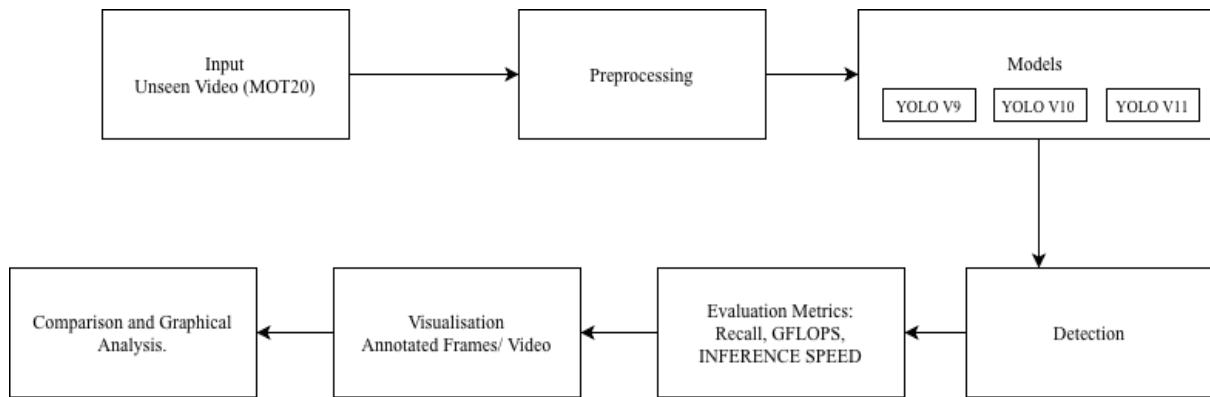 Input
Unseen Video (MOT20)
Preprocessing
Models
YOLO V9
YOLO V10
YOLO V11
Detection
Evaluation Metrics:
Recall, GFLOPS,
INFERENCE SPEED
Visualisation
Annotated Frames/ Video
Comparison and Graphical
Analysis.